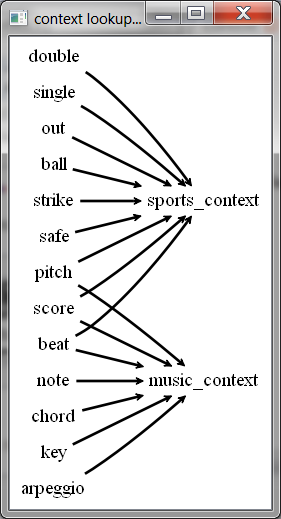 context lookup...
double
single
out
ball
strike
sports_context
safe
pitch
score
beat
note
music_context
chord
key
arpeggio